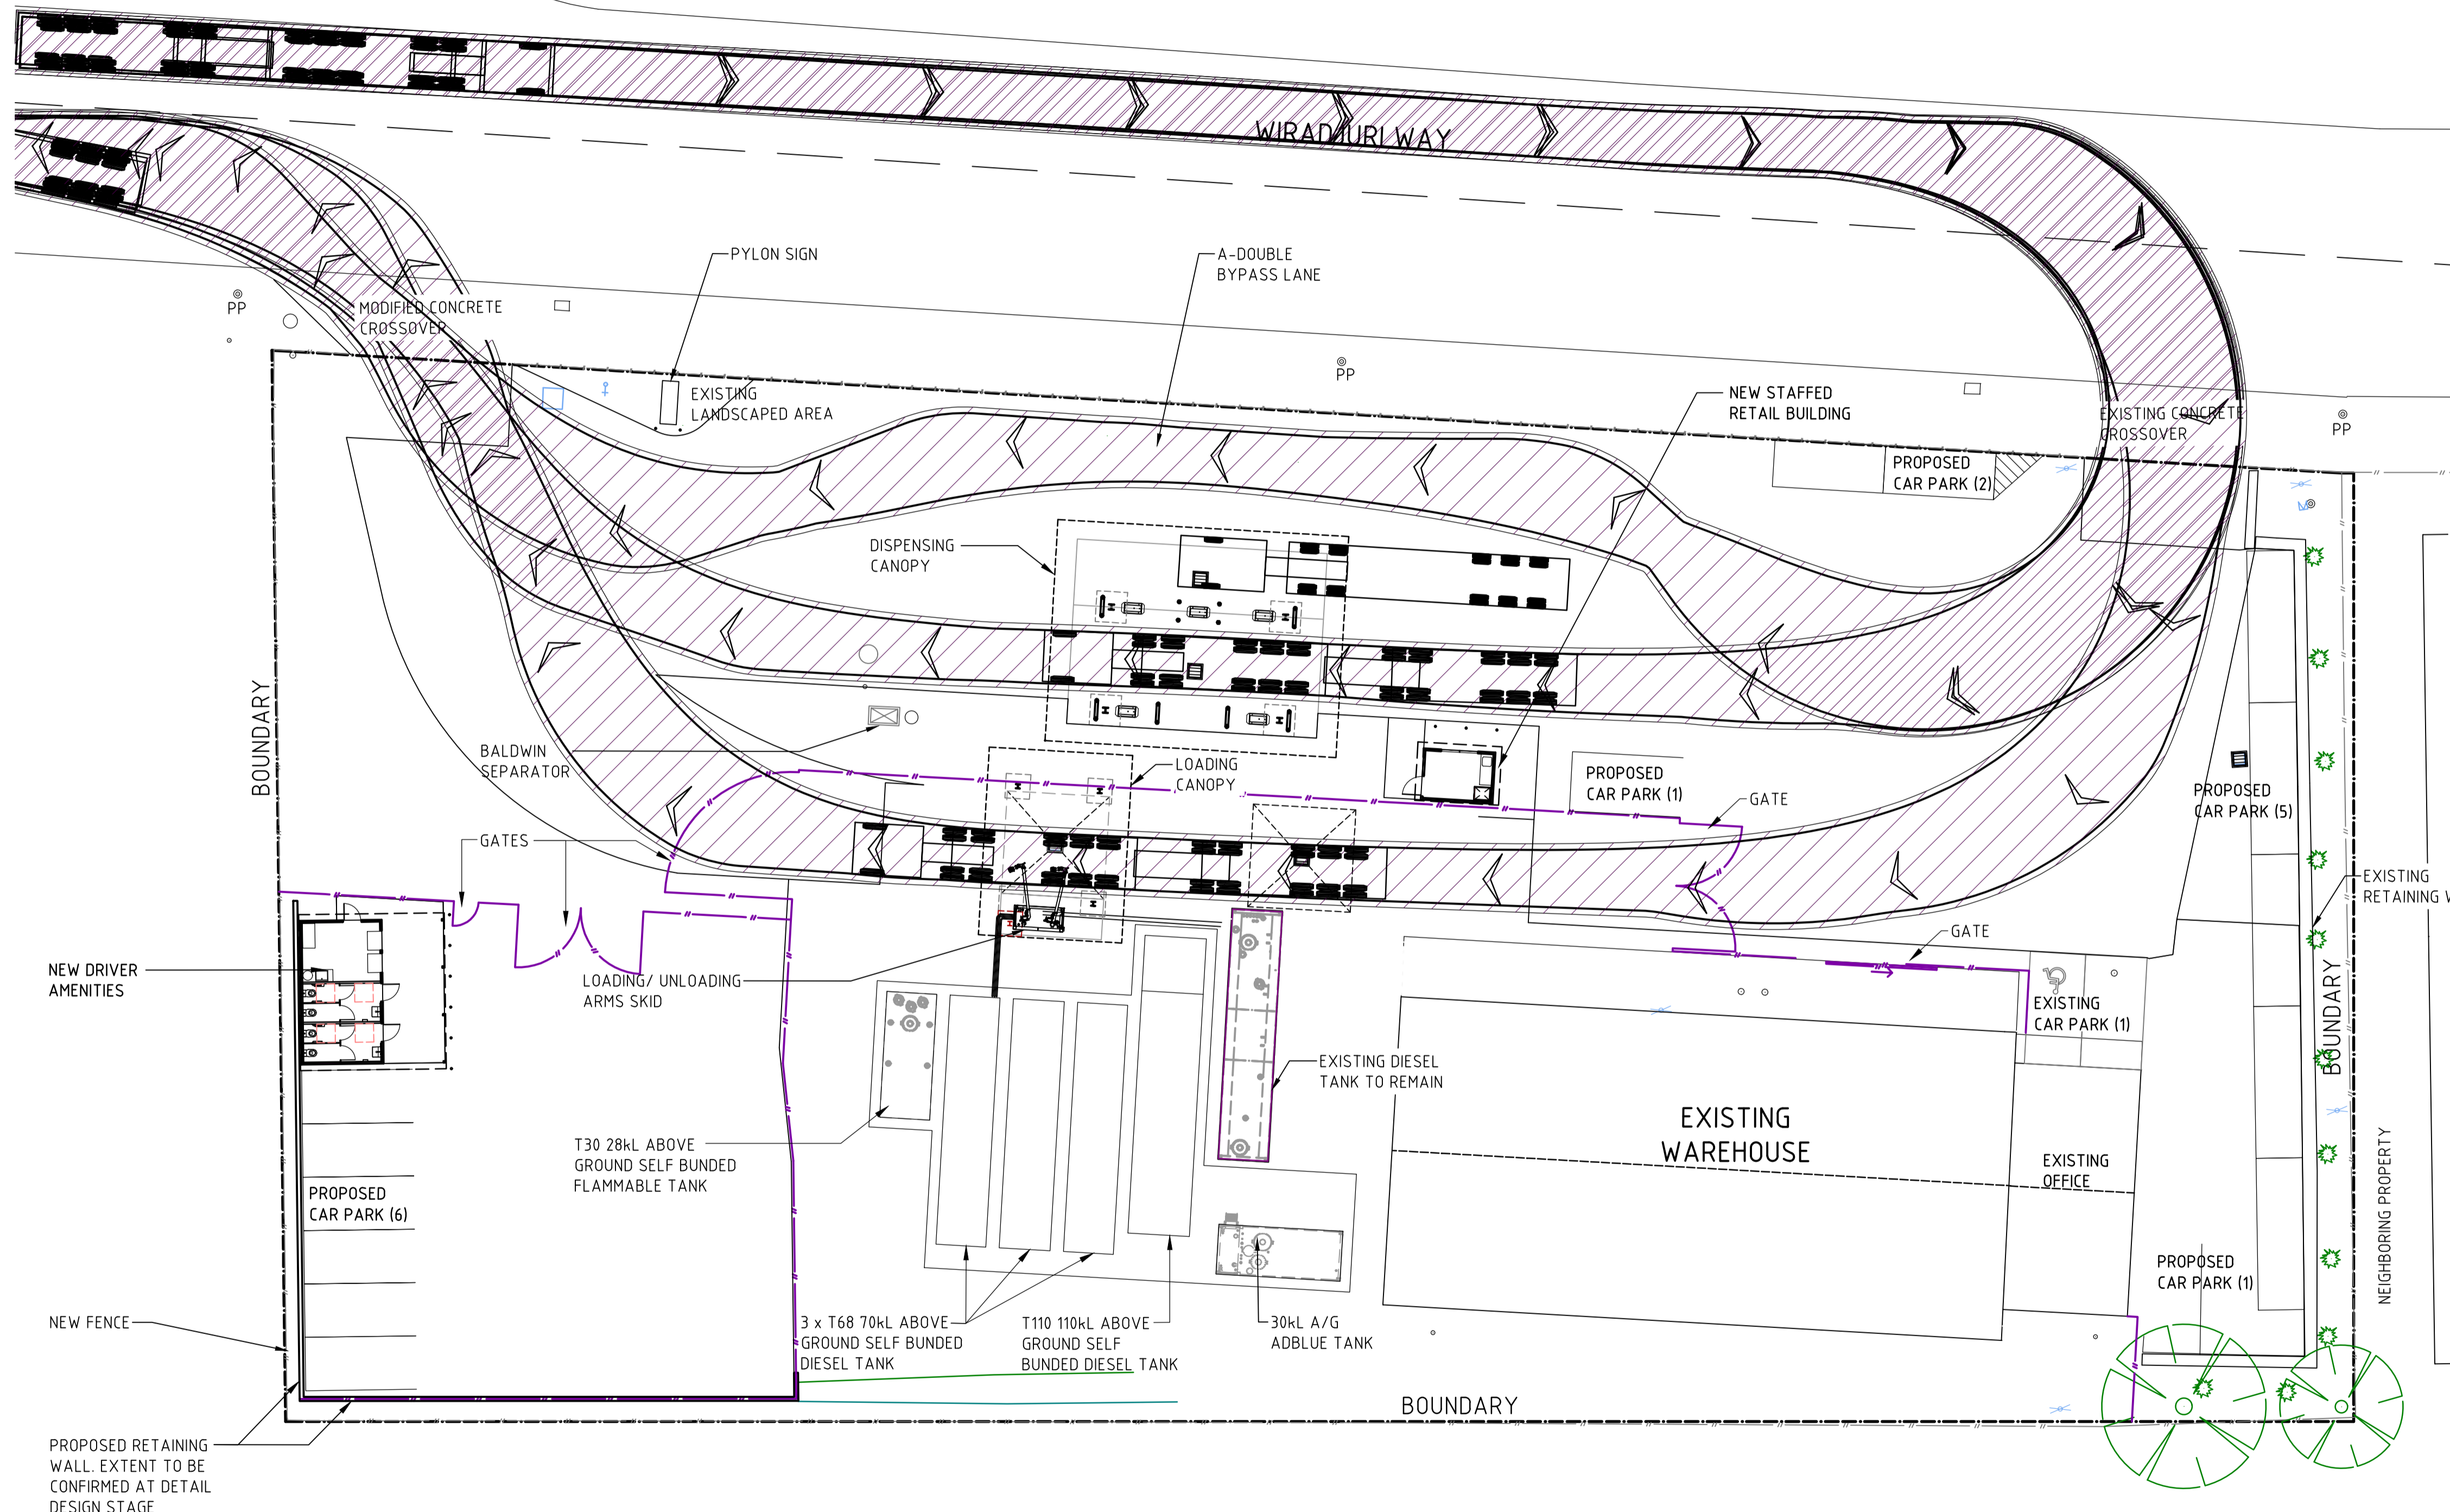 WIRADJURI WAY
PYLON SIGN
A-DOUBLE
BYPASS LANE
PP
MODIFIED CONCRETE
CROSSOVER
PP
EXISTING
LANDSCAPED AREA
NEW STAFFED
RETAIL BUILDING
EXISTING CONCRETE
CROSSOVER
PP
PROPOSED
CAR PARK (2)
DISPENSING
CANOPY
BOUNDARY
BALDWIN
SEPARATOR
LOADING
CANOPY
PROPOSED
CAR PARK (1)
GATE
PROPOSED
CAR PARK (5)
GATES
EXISTING
RETAINING W
GATE
NEW DRIVER
AMENITIES
LOADING/ UNLOADING
ARMS SKID
EXISTING
CAR PARK (1)
BOUNDARY
EXISTING DIESEL
TANK TO REMAIN
EXISTING
WAREHOUSE
T30 28kL ABOVE
GROUND SELF BUNDED
FLAMMABLE TANK
EXISTING
OFFICE
PROPOSED
CAR PARK (6)
NEIGHBORING PROPERTY
PROPOSED
CAR PARK (1)
NEW FENCE
3 x T68 70kL ABOVE
GROUND SELF BUNDED
DIESEL TANK
T110 110kL ABOVE
GROUND SELF
BUNDED DIESEL TANK
30kL A/G
ADBLUE TANK
BOUNDARY
PROPOSED RETAINING
WALL. EXTENT TO BE
CONFIRMED AT DETAIL
DESIGN STAGE